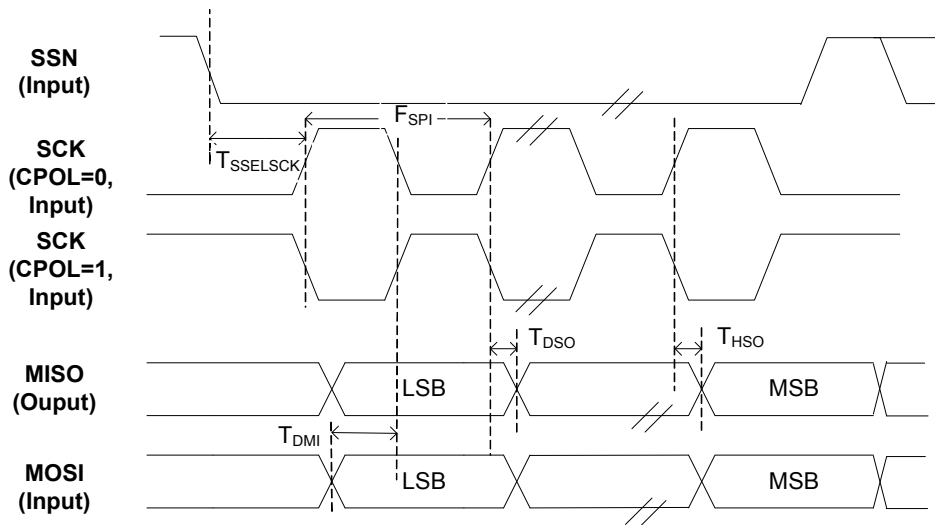 SSN
(Input)
F_SPI
SCK
(CPOL=0,
Input)
T_SSELSCK
SCK
(CPOL=1,
Input)
T_DSO
T_HSO
MISO
(Ouput)
LSB
MSB
T_DMI
MOSI
(Input)
LSB
MSB